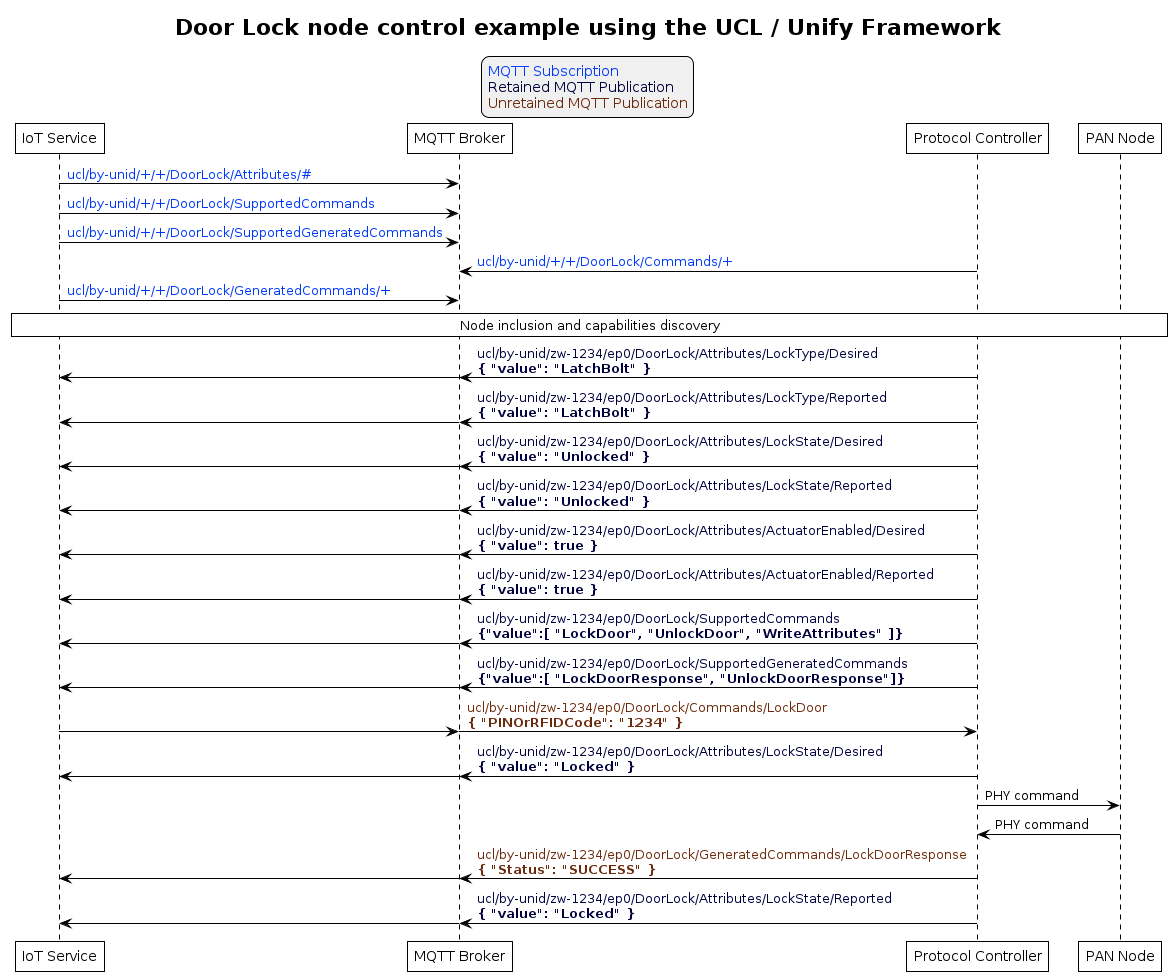 Door Lock node control example using the UCL / Unify Framework
MQTT Subscription
Retained MQTT Publication
Unretained MQTT Publication
IoT Service MQTT Broker Protocol Controller PAN Node
ucl/by-unid/+/+/DoorLock/Attributes/#
ucl/by-unid/+/+/DoorLock/SupportedCommands
ucl/by-unid/+/+/DoorLock/SupportedGeneratedCommands
ucl/by-unid/+/+/DoorLock/Commands/+
ucl/by-unid/+/+/DoorLock/GeneratedCommands/+
Node inclusion and capabilities discovery
ucl/by-unid/zw-1234/ep0/DoorLock/Attributes/LockType/Desired
{ "value": "LatchBolt" }
ucl/by-unid/zw-1234/ep0/DoorLock/Attributes/LockType/Reported
{ "value": "LatchBolt" }
ucl/by-unid/zw-1234/ep0/DoorLock/Attributes/LockState/Desired
{ "value": "Unlocked" }
ucl/by-unid/zw-1234/ep0/DoorLock/Attributes/LockState/Reported
{ "value": "Unlocked" }
ucl/by-unid/zw-1234/ep0/DoorLock/Attributes/ActuatorEnabled/Desired
{ "value": true }
ucl/by-unid/zw-1234/ep0/DoorLock/Attributes/ActuatorEnabled/Reported
{ "value": true }
ucl/by-unid/zw-1234/ep0/DoorLock/SupportedCommands
{"value":[ "LockDoor", "UnlockDoor", "WriteAttributes" ]}
ucl/by-unid/zw-1234/ep0/DoorLock/SupportedGeneratedCommands
{"value":[ "LockDoorResponse", "UnlockDoorResponse"]}
ucl/by-unid/zw-1234/ep0/DoorLock/Commands/LockDoor
{ "PINOrRFIDCode": "1234" }
ucl/by-unid/zw-1234/ep0/DoorLock/Attributes/LockState/Desired
{ "value": "Locked" }
PHY command
PHY command
ucl/by-unid/zw-1234/ep0/DoorLock/GeneratedCommands/LockDoorResponse
{ "Status": "SUCCESS" }
ucl/by-unid/zw-1234/ep0/DoorLock/Attributes/LockState/Reported
{ "value": "Locked" }
IoT Service MQTT Broker Protocol Controller PAN Node